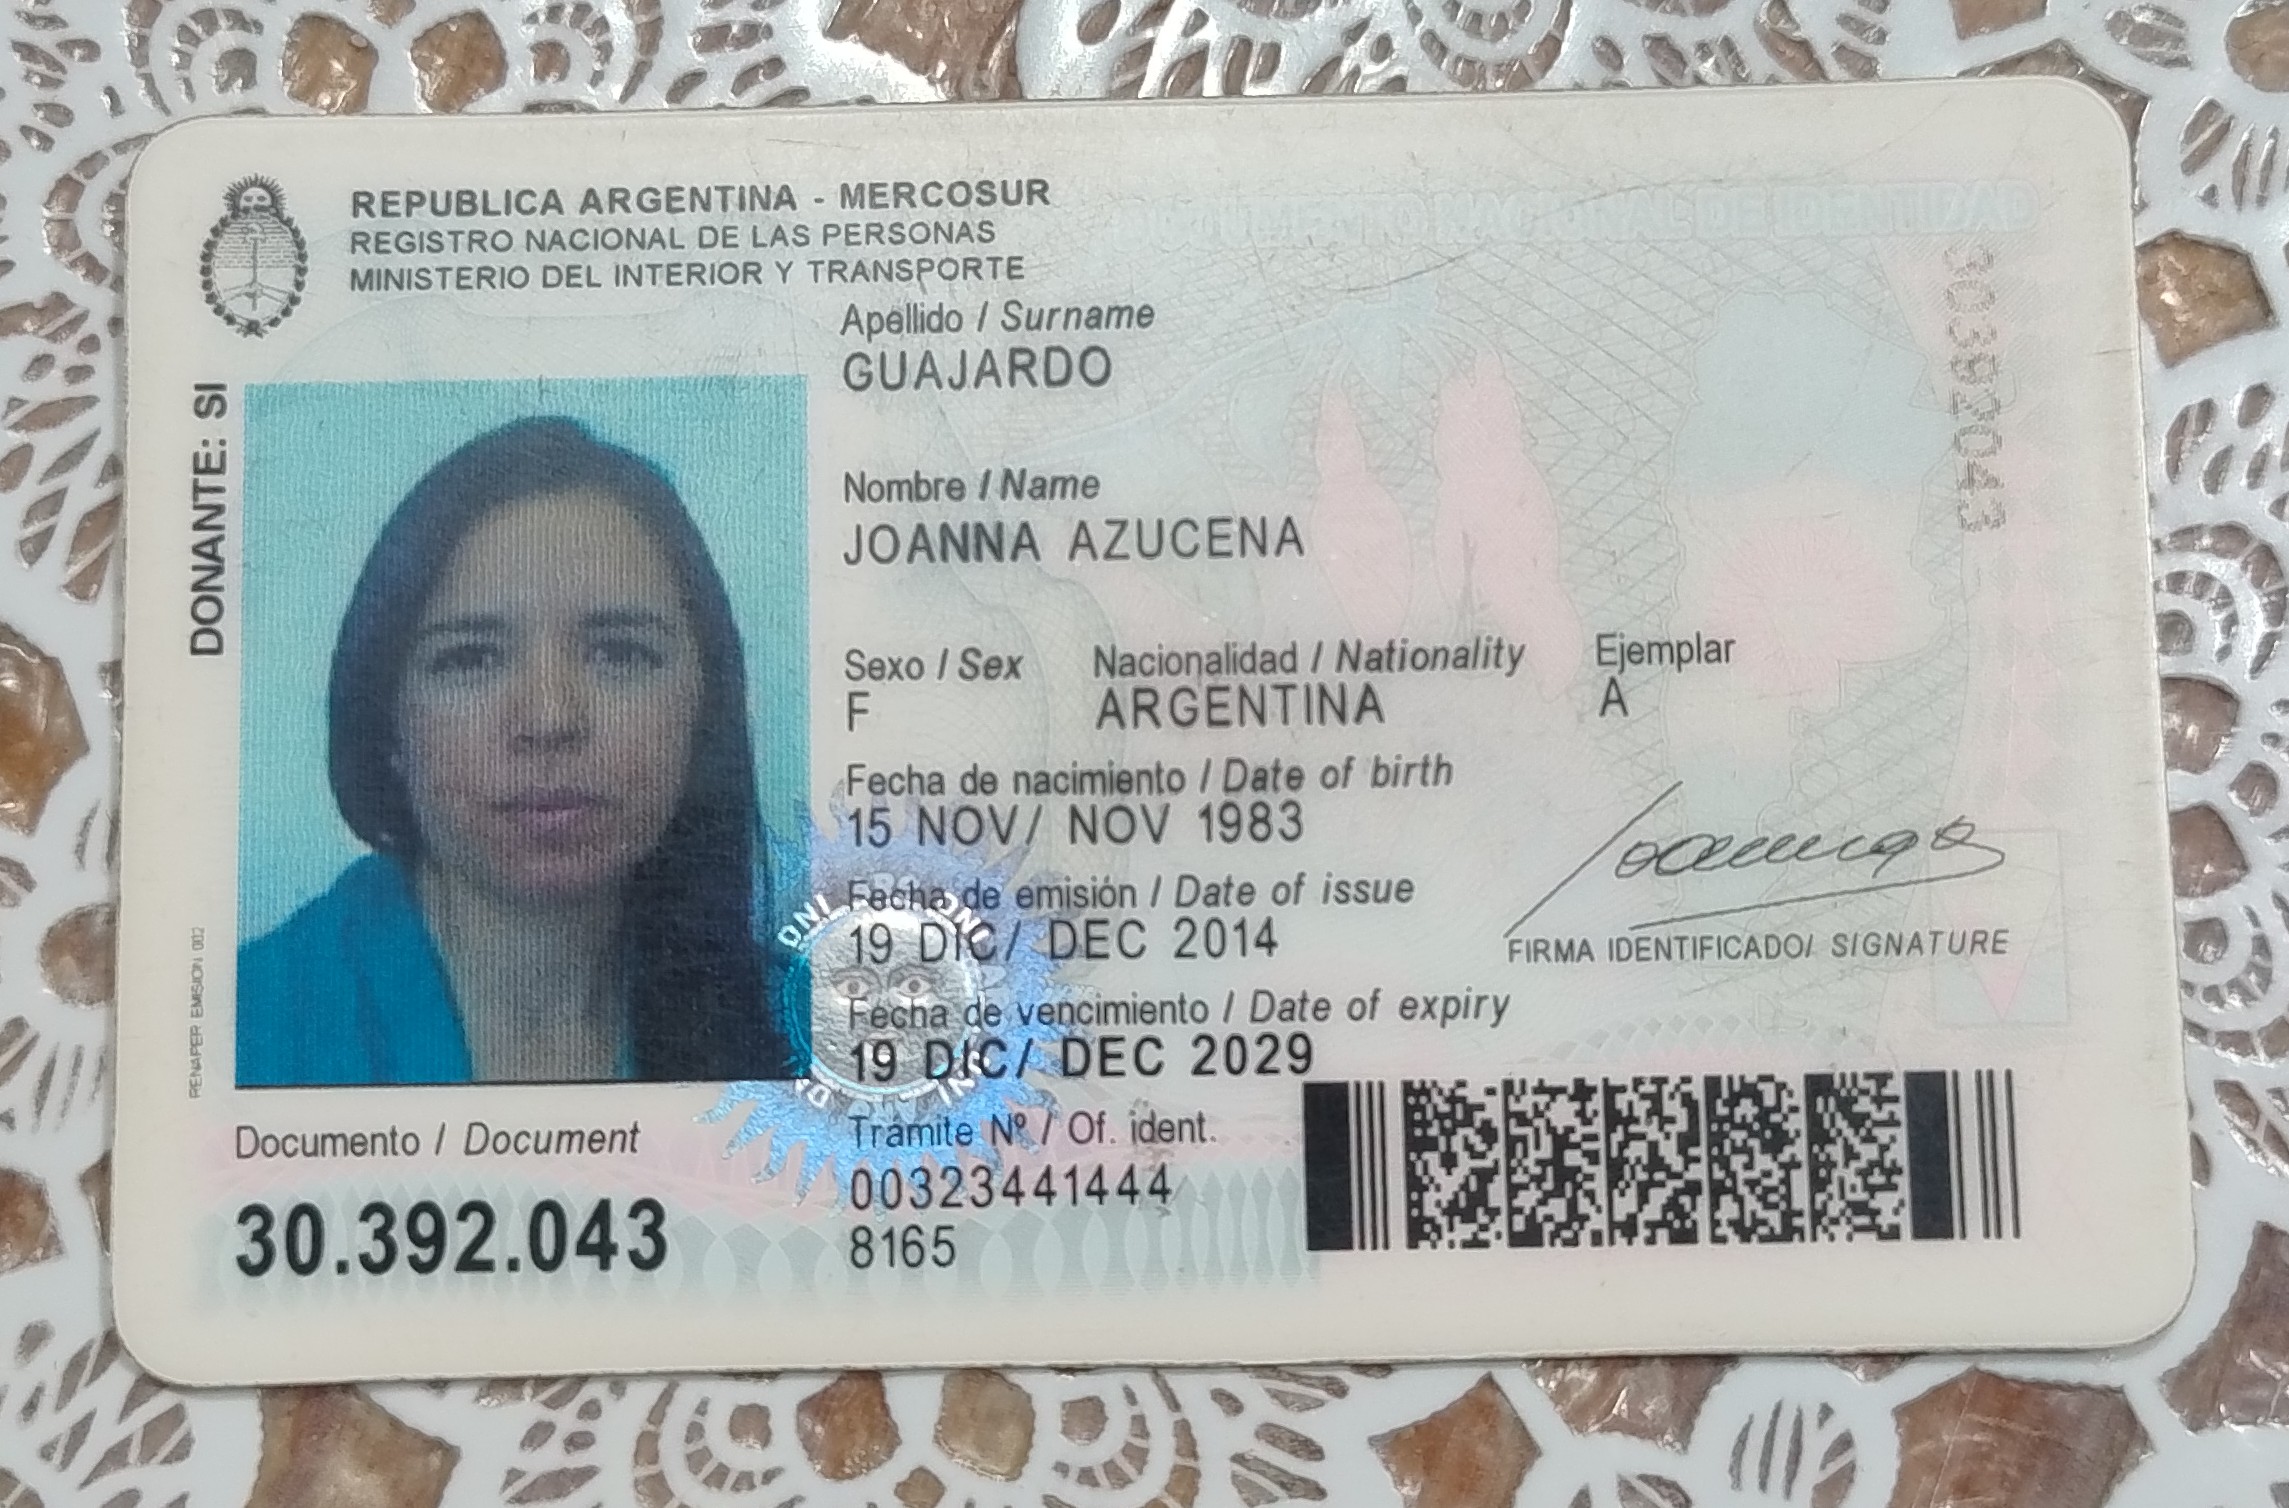 REPUBLICA ARGENTINA - MERCOSUR
REGISTRO NACIONAL DE LAS PERSONAS
MINISTERIO DEL INTERIOR Y TRANSPORTE
DOCUMENTO NACIONAL DE IDENTIDAD
Apellido / Surname
GUAJARDO
Nombre / Name
JOANNA AZUCENA
Sexo / Sex Nacionalidad / Nationality Ejemplar
F ARGENTINA A
Fecha de nacimiento / Date of birth
15 NOV/ NOV 1983
Fecha de emisión / Date of issue
19 DIC/ DEC 2014
FIRMA IDENTIFICADO/ SIGNATURE
Fecha de vencimiento / Date of expiry
19 DIC/ DEC 2029
Trámite Nº / Of. ident.
00323441444
8165
Documento / Document
30.392.043
DONANTE: SI
RENAPER EMISION 002
30392043
DNI DNI